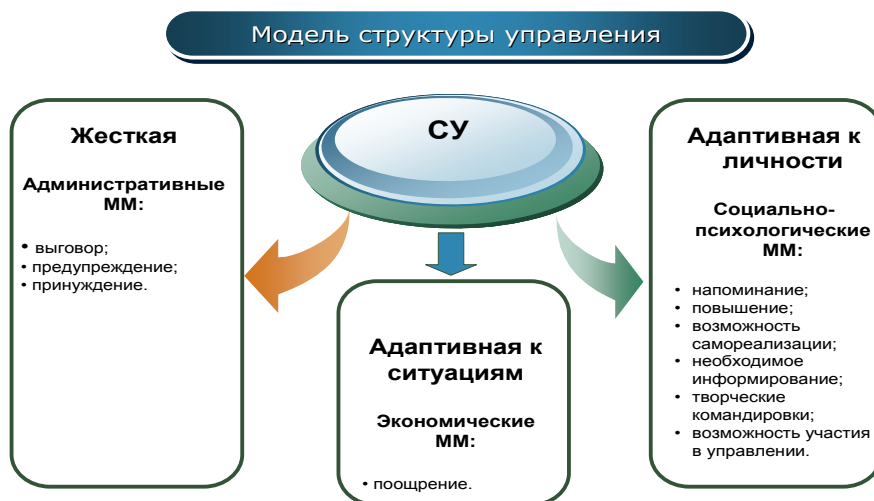 Модель структуры управления
СУ
Жесткая
Административные
ММ:
• выговор;
• предупреждение;
• принуждение.
Адаптивная к
ситуациям
Экономические
ММ:
• поощрение.
Адаптивная к
личности
Социально-
психологические
ММ:
• напоминание;
• повышение;
• возможность
самореализации;
• необходимое
информирование;
• творческие
командировки;
• возможность участия
в управлении.